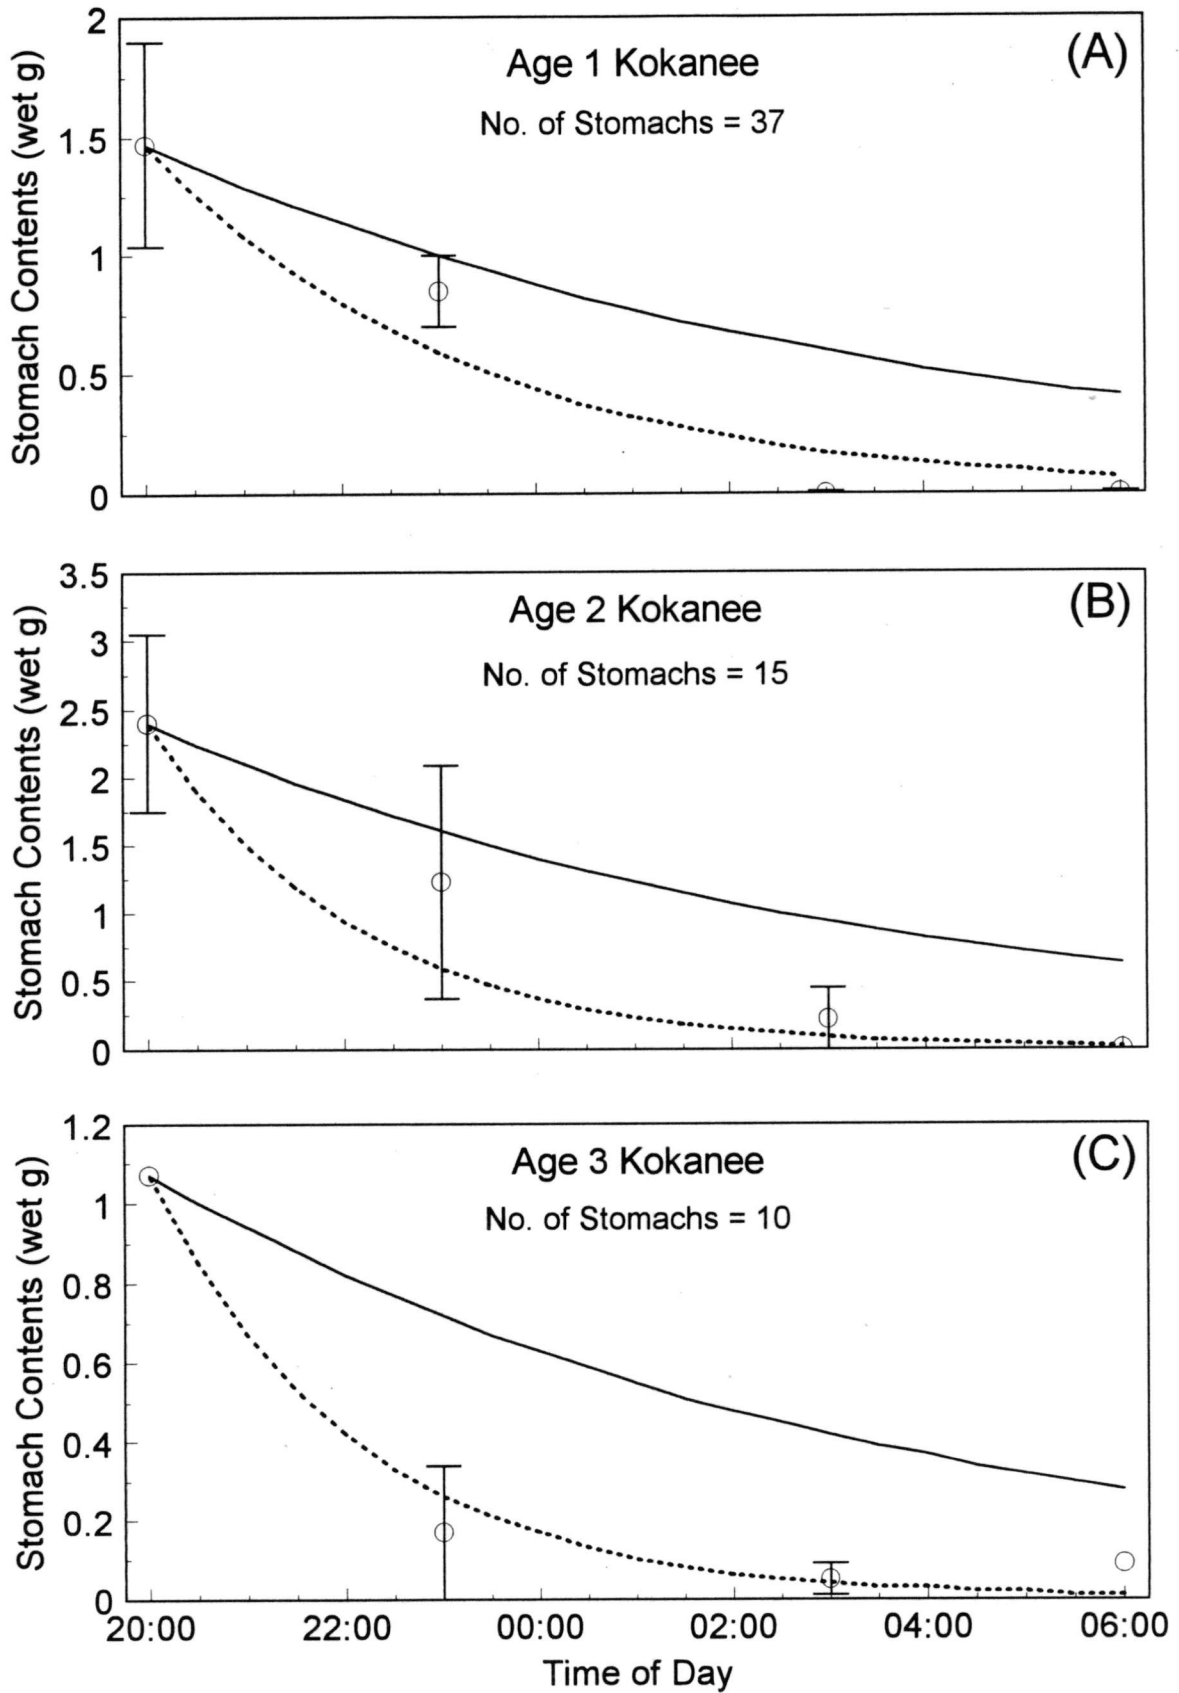 (A)
Age 1 Kokanee
No. of Stomachs = 37
Stomach Contents (wet g)
2
1.5
1
0.5
0
(B)
Age 2 Kokanee
No. of Stomachs = 15
Stomach Contents (wet g)
3.5
3
2.5
2
1.5
1
0.5
0
(C)
Age 3 Kokanee
No. of Stomachs = 10
Stomach Contents (wet g)
1.2
1
0.8
0.6
0.4
0.2
0
20:00 22:00 00:00 02:00 04:00 06:00
Time of Day